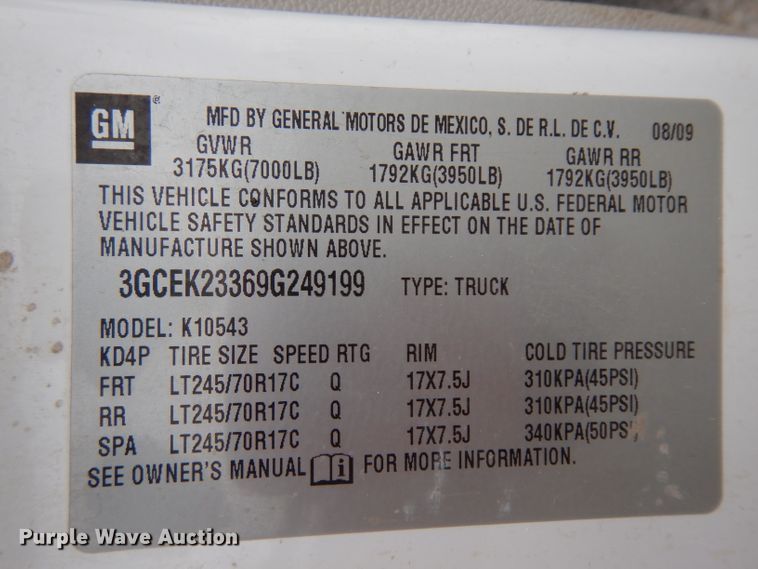 GM ®
MFD BY GENERAL MOTORS DE MEXICO, S. DE R.L. DE C.V. 08/09
GVWR GAWR FRT GAWR RR
3175KG(7000LB) 1792KG(3950LB) 1792KG(3950LB)
THIS VEHICLE CONFORMS TO ALL APPLICABLE U.S. FEDERAL MOTOR
VEHICLE SAFETY STANDARDS IN EFFECT ON THE DATE OF
MANUFACTURE SHOWN ABOVE.
3GCEK23369G249199 TYPE: TRUCK
MODEL: K10543
KD4P TIRE SIZE SPEED RTG RIM COLD TIRE PRESSURE
FRT LT245/70R17C Q 17X7.5J 310KPA(45PSI)
RR LT245/70R17C Q 17X7.5J 310KPA(45PSI)
SPA LT245/70R17C Q 17X7.5J 340KPA(50PSI)
SEE OWNER'S MANUAL i FOR MORE INFORMATION.
Purple Wave Auction